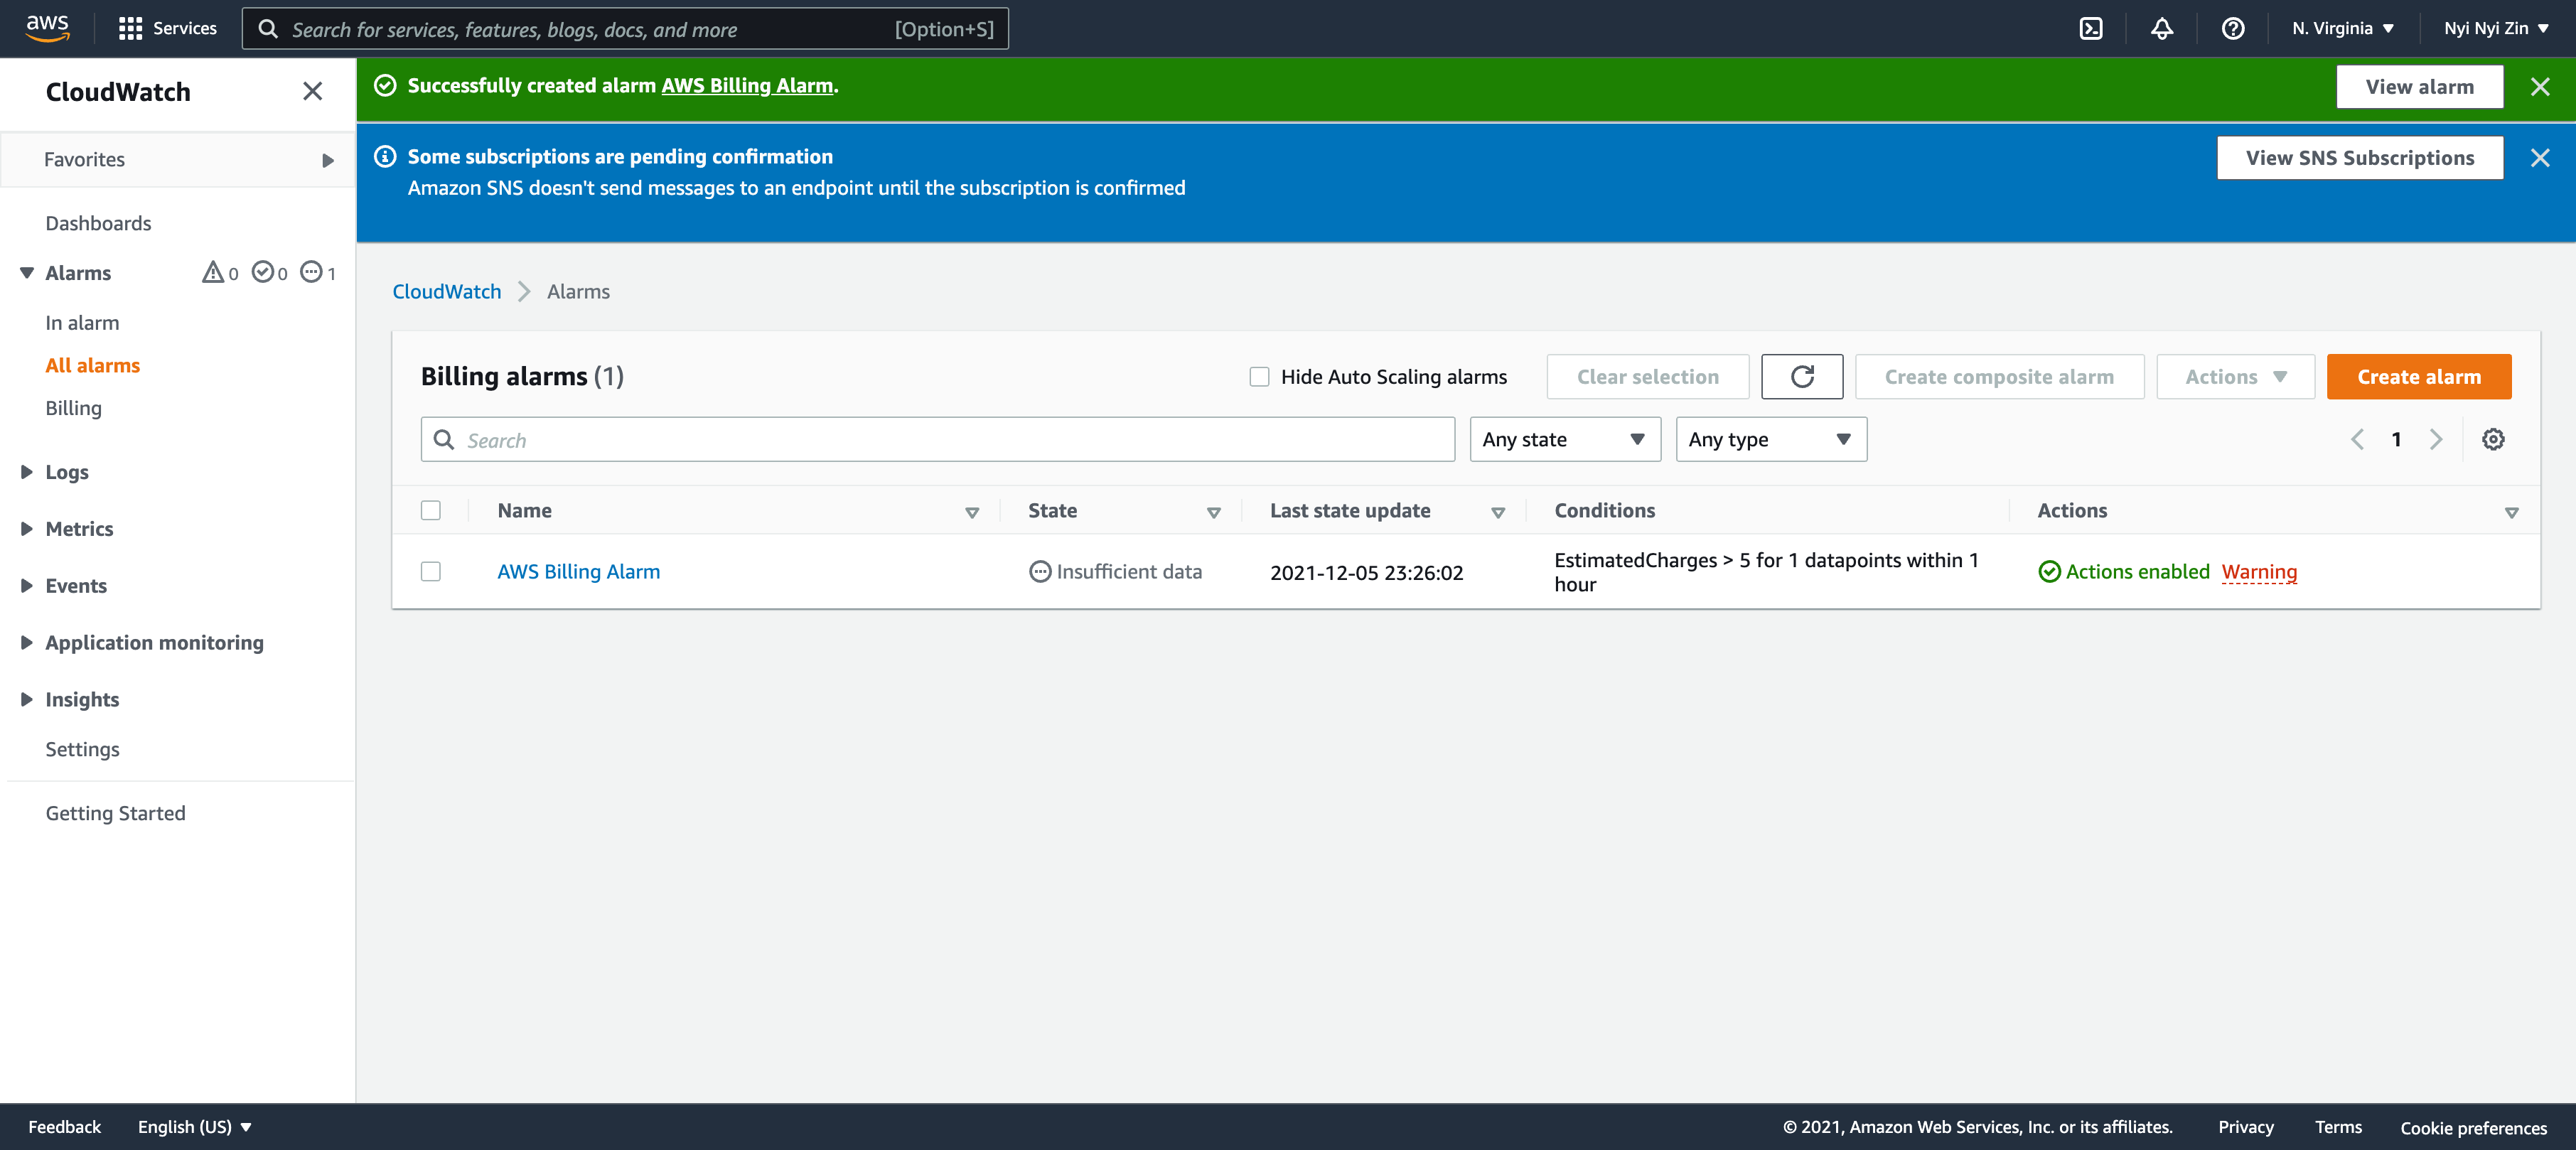 aws
Services
Search for services, features, blogs, docs, and more [Option+S]
N. Virginia
Nyi Nyi Zin
CloudWatch
Favorites
Dashboards
Alarms 0 0 1
In alarm
All alarms
Billing
Logs
Metrics
Events
Application monitoring
Insights
Settings
Getting Started
Successfully created alarm AWS Billing Alarm.
View alarm
Some subscriptions are pending confirmation
Amazon SNS doesn't send messages to an endpoint until the subscription is confirmed
View SNS Subscriptions
CloudWatch Alarms
Billing alarms (1)
Hide Auto Scaling alarms
Clear selection
Create composite alarm
Actions
Create alarm
Search
Any state
Any type
1
Name State Last state update Conditions Actions
AWS Billing Alarm Insufficient data 2021-12-05 23:26:02 EstimatedCharges > 5 for 1 datapoints within 1
hour
Actions enabled Warning
Feedback English (US) © 2021, Amazon Web Services, Inc. or its affiliates. Privacy Terms Cookie preferences